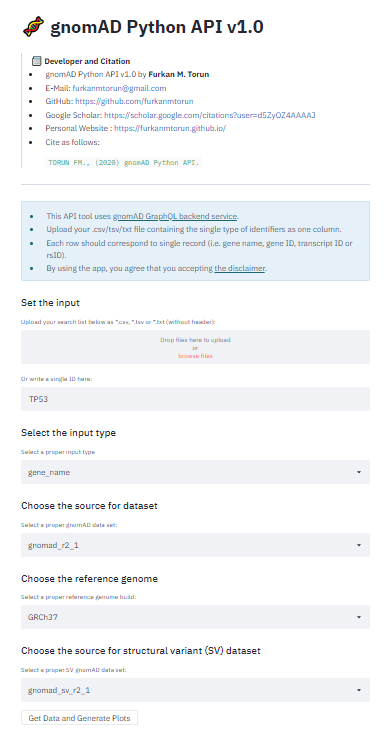 gnomAD Python API v1.0
Developer and Citation
gnomAD Python API v1.0 by Furkan M. Torun
E-Mail: furkanmtorun@gmail.com
GitHub: https://github.com/furkanmtorun
Google Scholar: https://scholar.google.com/citations?user=d5ZyOZ4AAAAJ
Personal Website : https://furkanmtorun.github.io/
Cite as follows:
TORUN FM., (2020) gnomAD Python API.
This API tool uses gnomAD GraphQL backend service.
Upload your .csv/tsv/txt file containing the single type of identifiers as one column.
Each row should correspond to single record (i.e. gene name, gene ID, transcript ID or
rsID).
By using the app, you agree that you accepting the disclaimer.
Set the input
Upload your search list below as *.csv, *.tsv or *.txt (without header):
Drop files here to upload
or
browse files
Or write a single ID here:
TP53
Select the input type
Select a proper input type
gene_name
Choose the source for dataset
Select a proper gnomAD data set:
gnomad_r2_1
Choose the reference genome
Select a proper reference genome build:
GRCh37
Choose the source for structural variant (SV) dataset
Select a proper SV gnomAD data set:
gnomad_sv_r2_1
Get Data and Generate Plots